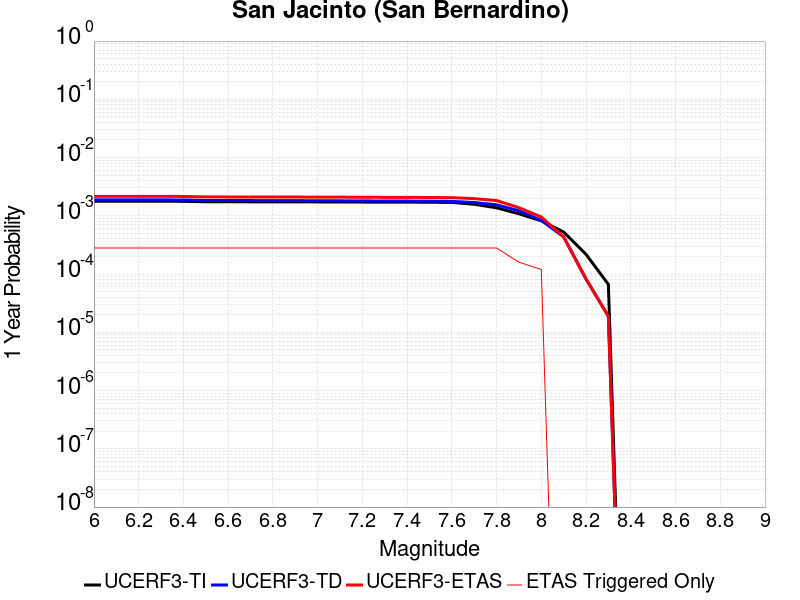 San Jacinto (San Bernardino)
10^0
10^-1
10^-2
10^-3
10^-4
10^-5
10^-6
10^-7
10^-8
1 Year Probability
6 6.2 6.4 6.6 6.8 7 7.2 7.4 7.6 7.8 8 8.2 8.4 8.6 8.8 9
Magnitude
UCERF3-TI UCERF3-TD UCERF3-ETAS ETAS Triggered Only